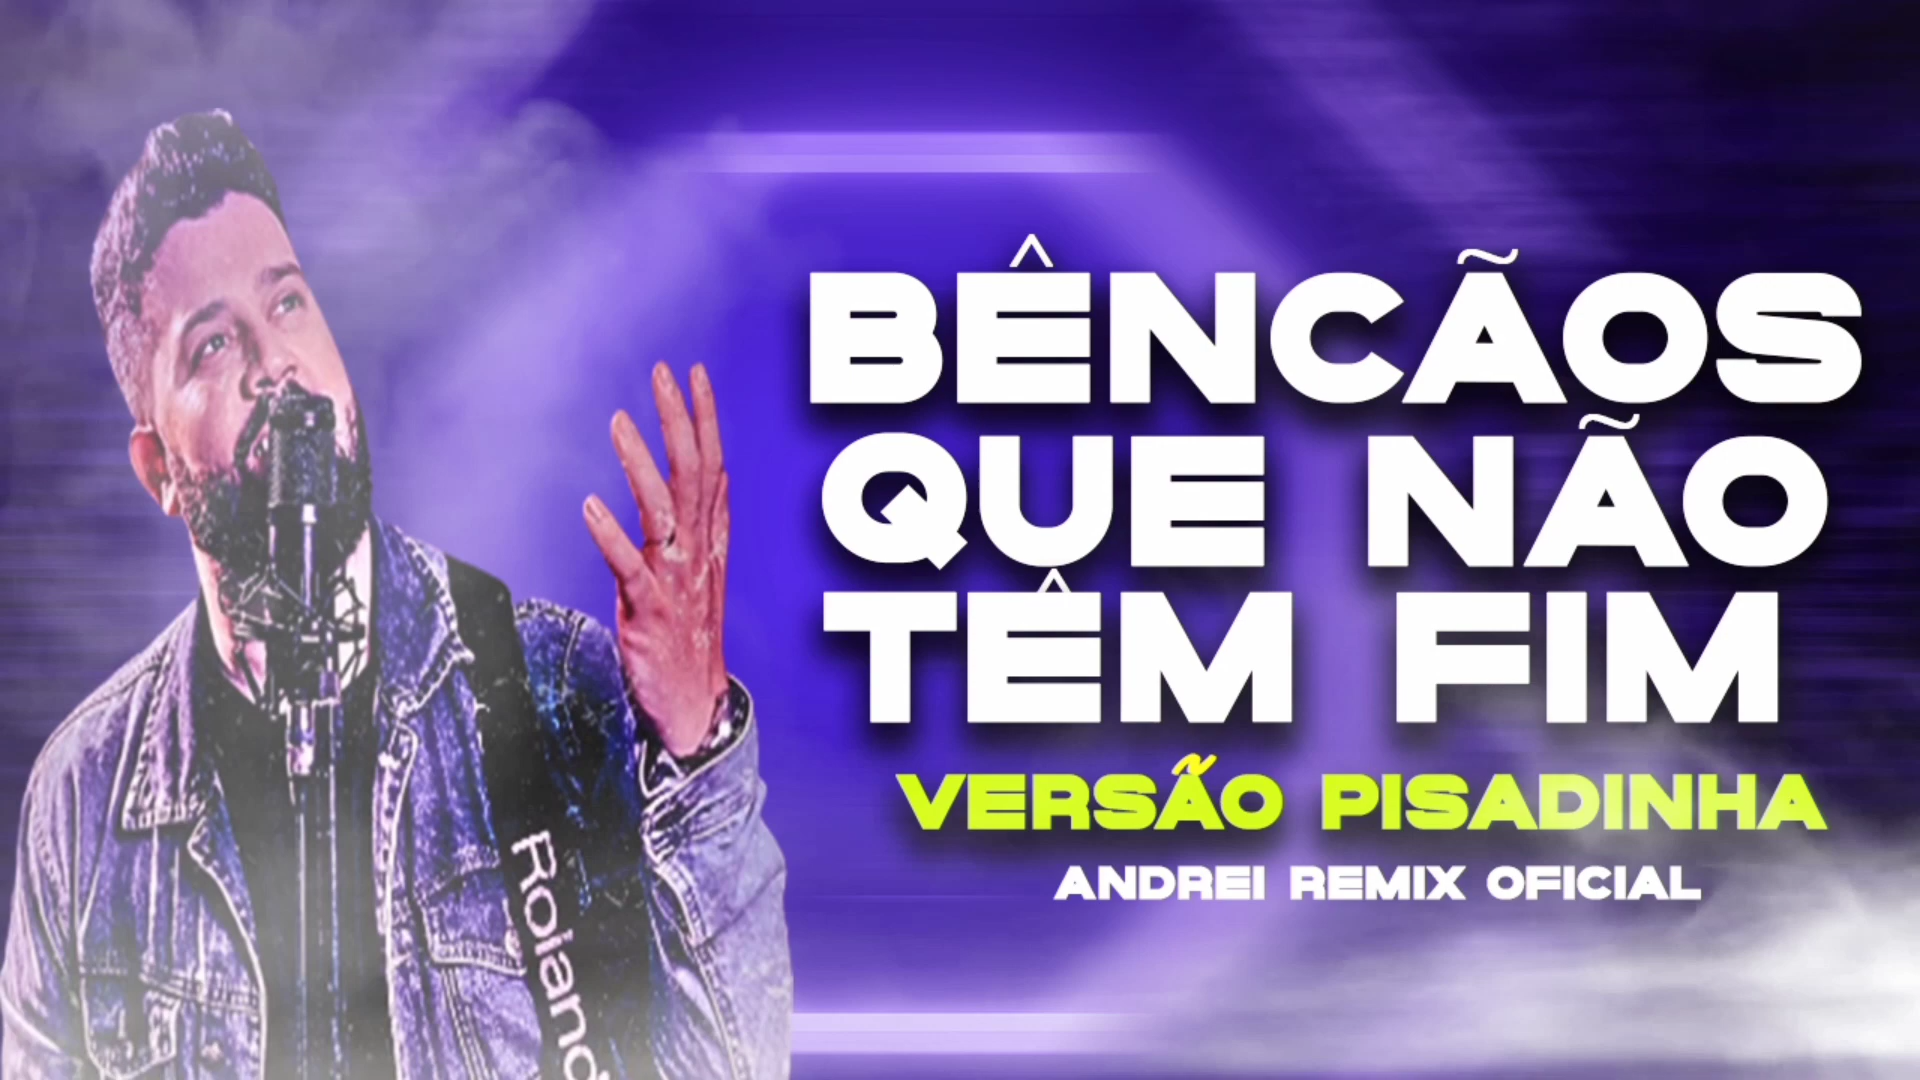 BÊNCÃOS
QUE NÃO
TÊM FIM
VERSÃO PISADINHA
ANDREI REMIX OFICIAL
Roland